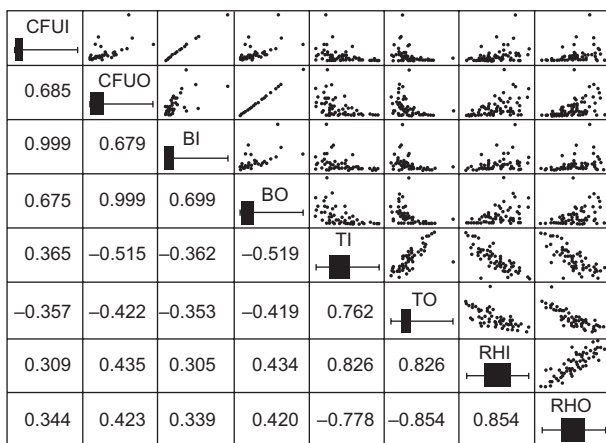 CFUI
0.685 CFUO
0.999 0.679 BI
0.675 0.999 0.699 BO
0.365 –0.515 –0.362 –0.519 TI
–0.357 –0.422 –0.353 –0.419 0.762 TO
0.309 0.435 0.305 0.434 0.826 0.826 RHI
0.344 0.423 0.339 0.420 –0.778 –0.854 0.854 RHO